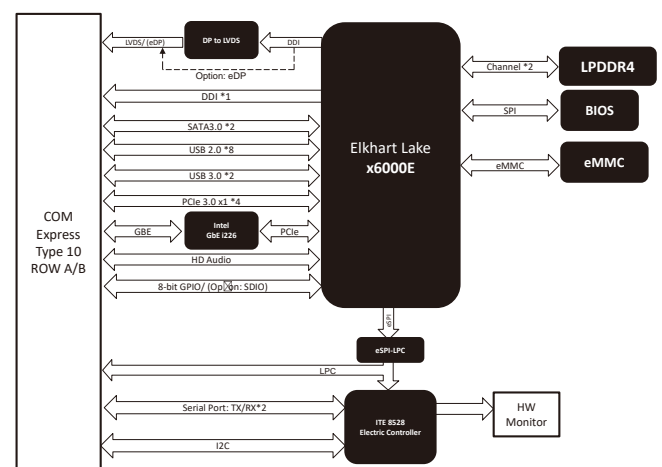 LVDS/ (eDP)
DP to LVDS
DDI
Option: eDP
DDI *1
SATA3.0 *2
USB 2.0 *8
USB 3.0 *2
PCIe 3.0 x1 *4
GBE
Intel
GbE i226
PCIe
HD Audio
8-bit GPIO/ (Op☒on: SDIO)
COM
Express
Type 10
ROW A/B
Elkhart Lake
x6000E
Channel *2
LPDDR4
SPI
BIOS
eMMC
eMMC
eSPI
eSPI-LPC
LPC
Serial Port: TX/RX*2
I2C
ITE 8528
Electric Controller
HW
Monitor